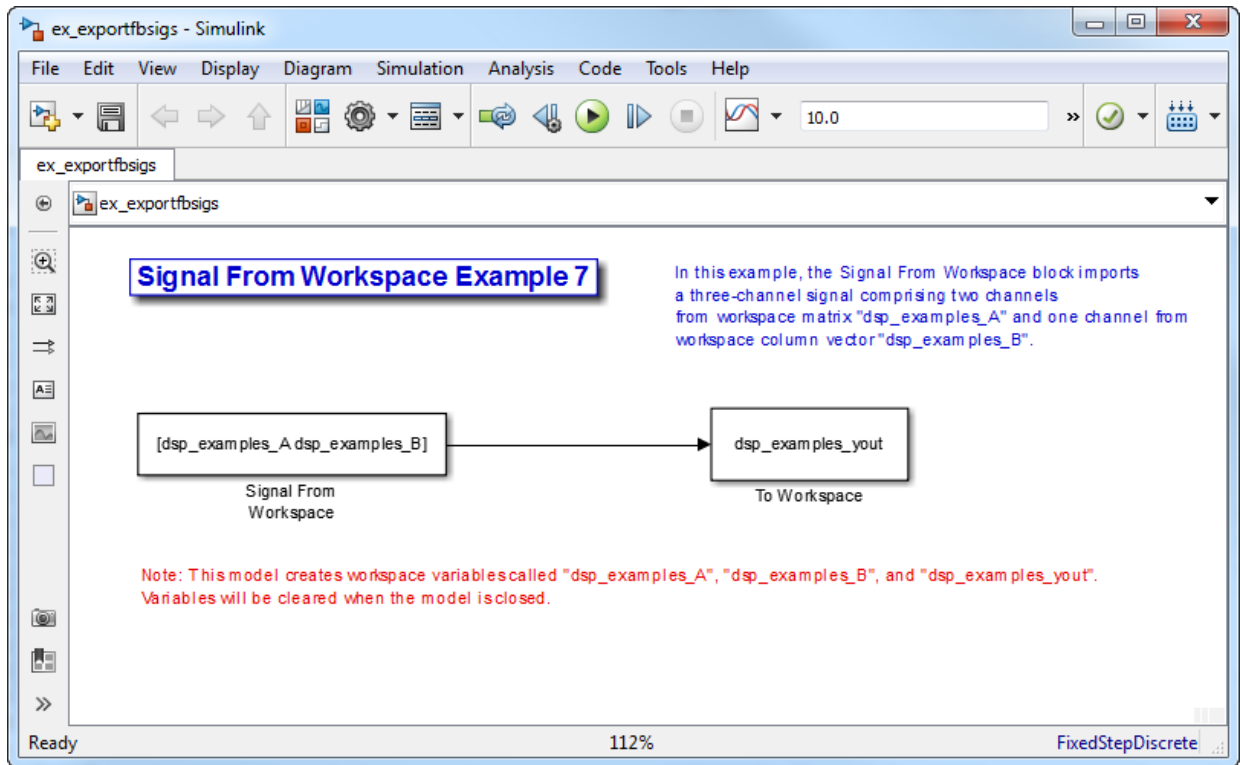 ex_exportfbsigs - Simulink
File Edit View Display Diagram Simulation Analysis Code Tools Help
10.0
ex_exportfbsigs
ex_exportfbsigs
Signal From Workspace Example 7
In this example, the Signal From Workspace block imports
a three-channel signal comprising two channels
from workspace matrix "dsp_examples_A" and one channel from
workspace column vector "dsp_examples_B".
[dsp_examples_A dsp_examples_B]
Signal From
Workspace
dsp_examples_yout
To Workspace
Note: This model creates workspace variables called "dsp_examples_A", "dsp_examples_B", and "dsp_examples_yout".
Variables will be cleared when the model is closed.
Ready 112% FixedStepDiscrete